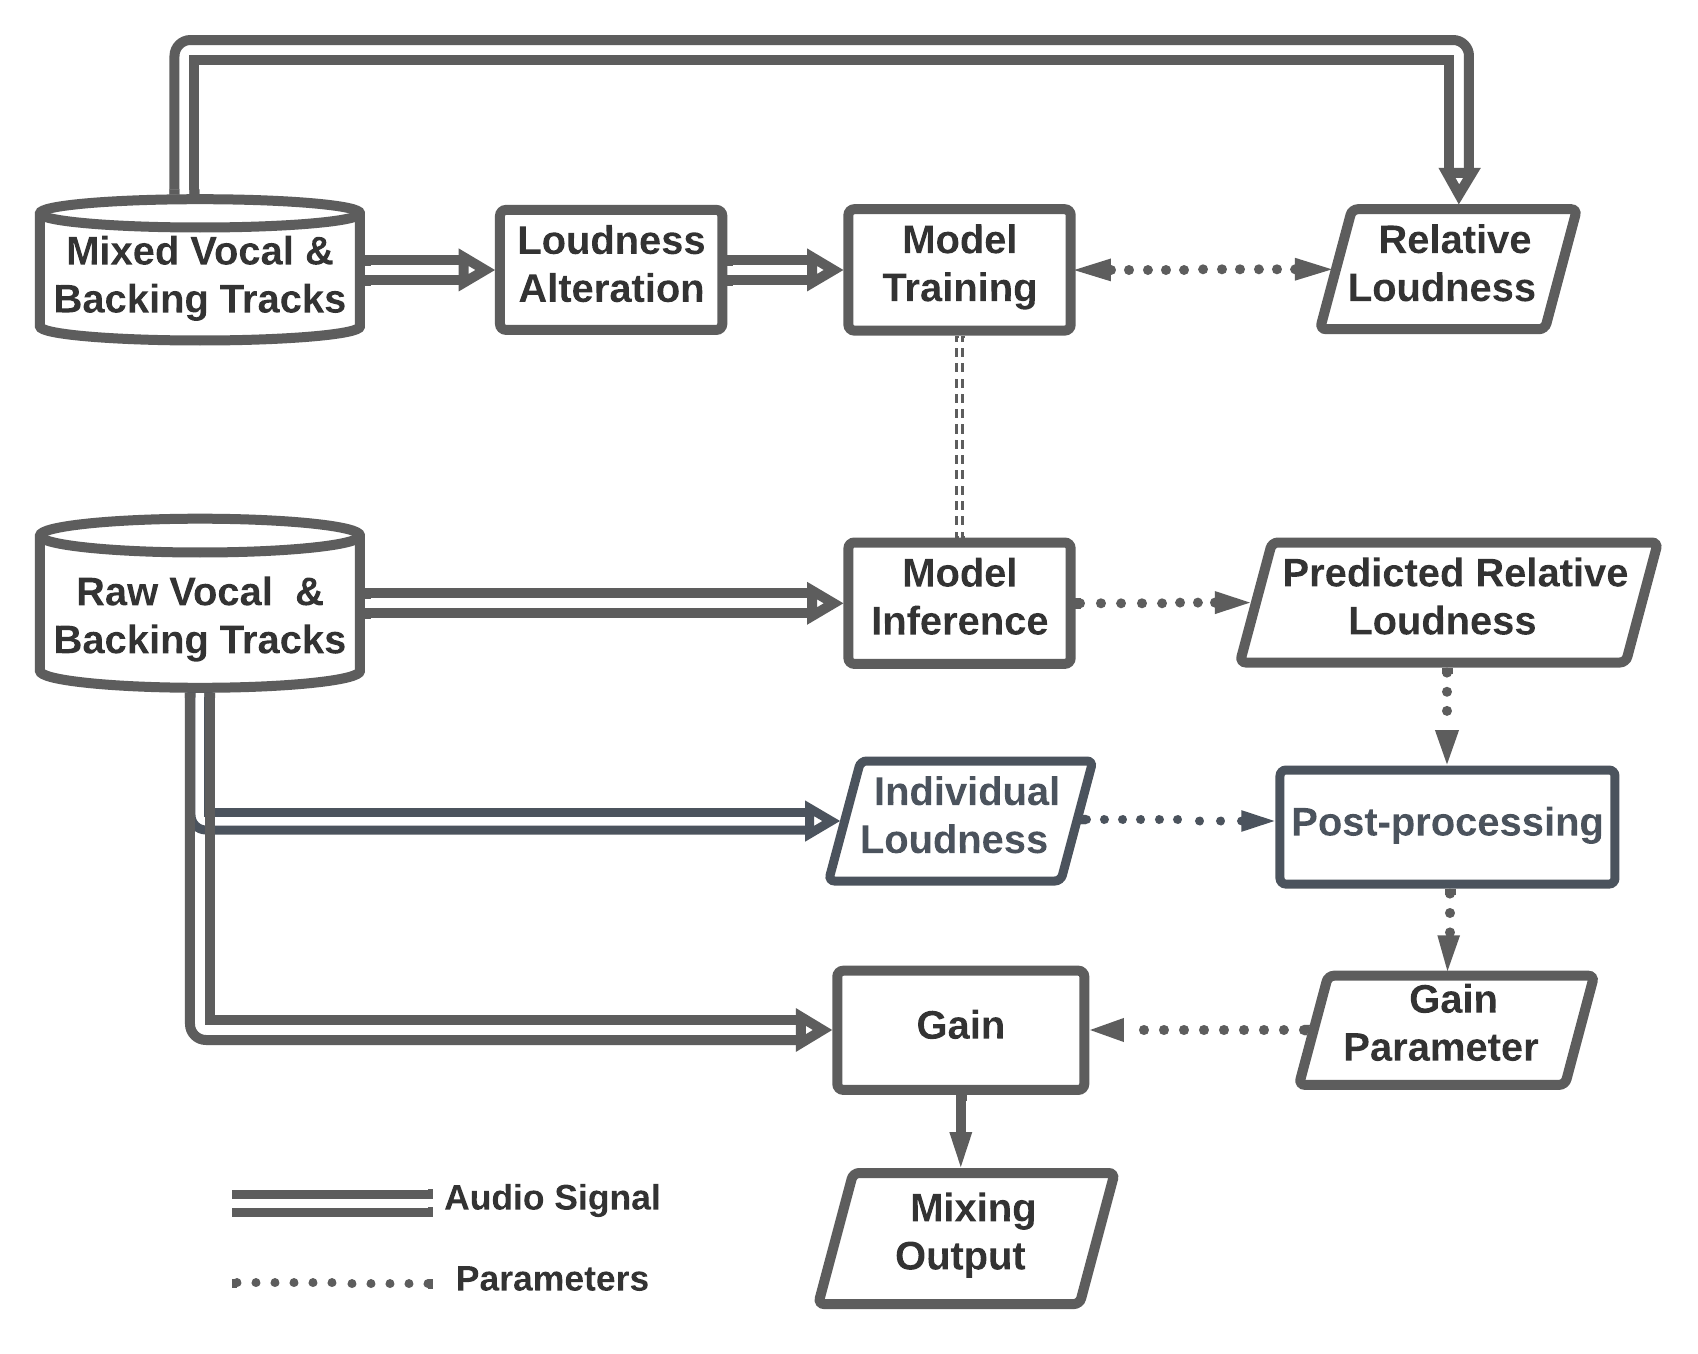 Mixed Vocal &
Backing Tracks
Loudness
Alteration
Model
Training
Relative
Loudness
Raw Vocal  &
Backing Tracks
Model
Inference
Predicted Relative
Loudness
Individual
Loudness
Post-processing
Gain
Gain
Parameter
Mixing
Output
Audio Signal
Parameters